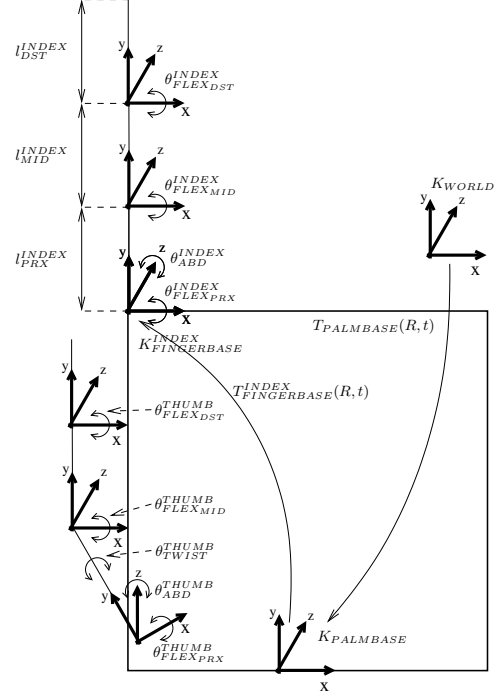 y
z
l_{DST}^{INDEX}
θ_{FLEX_{DST}}^{INDEX}
x
y
z
l_{MID}^{INDEX}
θ_{FLEX_{MID}}^{INDEX}
x
K_{WORLD}
y
z
x
y
z
θ_{ABD}^{INDEX}
l_{PRX}^{INDEX}
θ_{FLEX_{PRX}}^{INDEX}
x
T_{PALMBASE}(R, t)
K_{FINGERBASE}^{INDEX}
y
z
T_{FINGERBASE}^{INDEX}(R, t)
θ_{FLEX_{DST}}^{THUMB}
x
y
z
θ_{FLEX_{MID}}^{THUMB}
x
θ_{TWIST}^{THUMB}
z
θ_{ABD}^{THUMB}
y
x
θ_{FLEX_{PRX}}^{THUMB}
y
z
K_{PALMBASE}
x